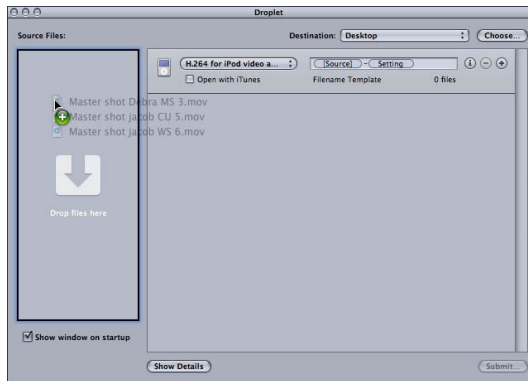 Droplet
Source Files:
Destination: Desktop
Choose...
H.264 for iPod video a...
[Source] - Setting
Open with iTunes
Filename Template
0 files
Master shot Debra MS 3.mov
Master shot jacob CU 5.mov
Master shot jacob WS 6.mov
Drop files here
Show window on startup
Show Details
Submit...